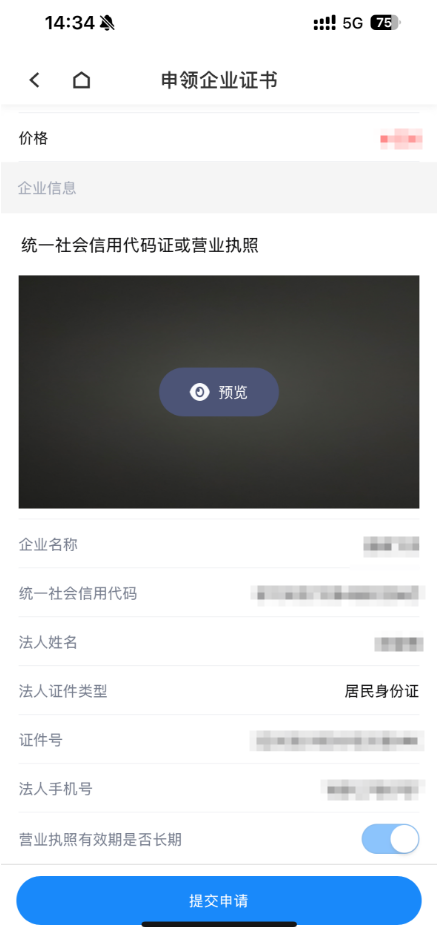 14:34
5G 75
申领企业证书
价格
企业信息
统一社会信用代码证或营业执照
预览
企业名称
统一社会信用代码
法人姓名
法人证件类型 居民身份证
证件号
法人手机号
营业执照有效期是否长期
提交申请